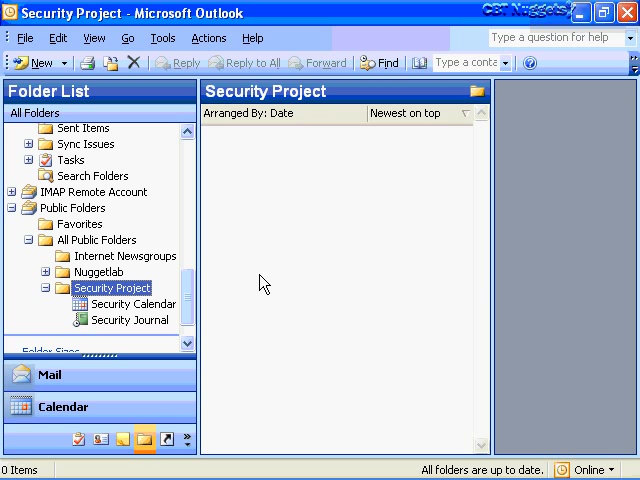 Security Project - Microsoft Outlook
CBT Nuggets
File Edit View Go Tools Actions Help
Type a question for help
New Reply Reply to All Forward Find Type a conta
Folder List
Security Project
All Folders
Arranged By: Date Newest on top
Sent Items
Sync Issues
Tasks
Search Folders
IMAP Remote Account
Public Folders
Favorites
All Public Folders
Internet Newsgroups
Nuggetlab
Security Project
Security Calendar
Security Journal
Folder Sizes
Mail
Calendar
0 Items
All folders are up to date.
Online